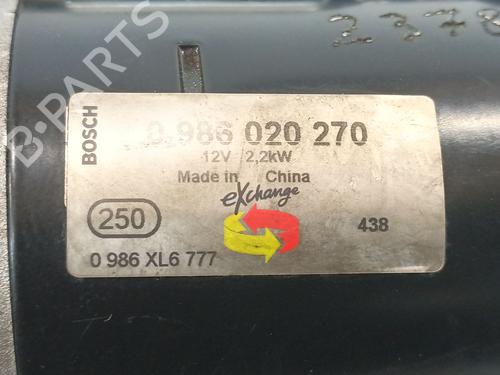 BOSCH
0 986 020 270
12V 2,2kW
Made in China
eXchange
250
438
0 986 XL6 777
B-PARTS